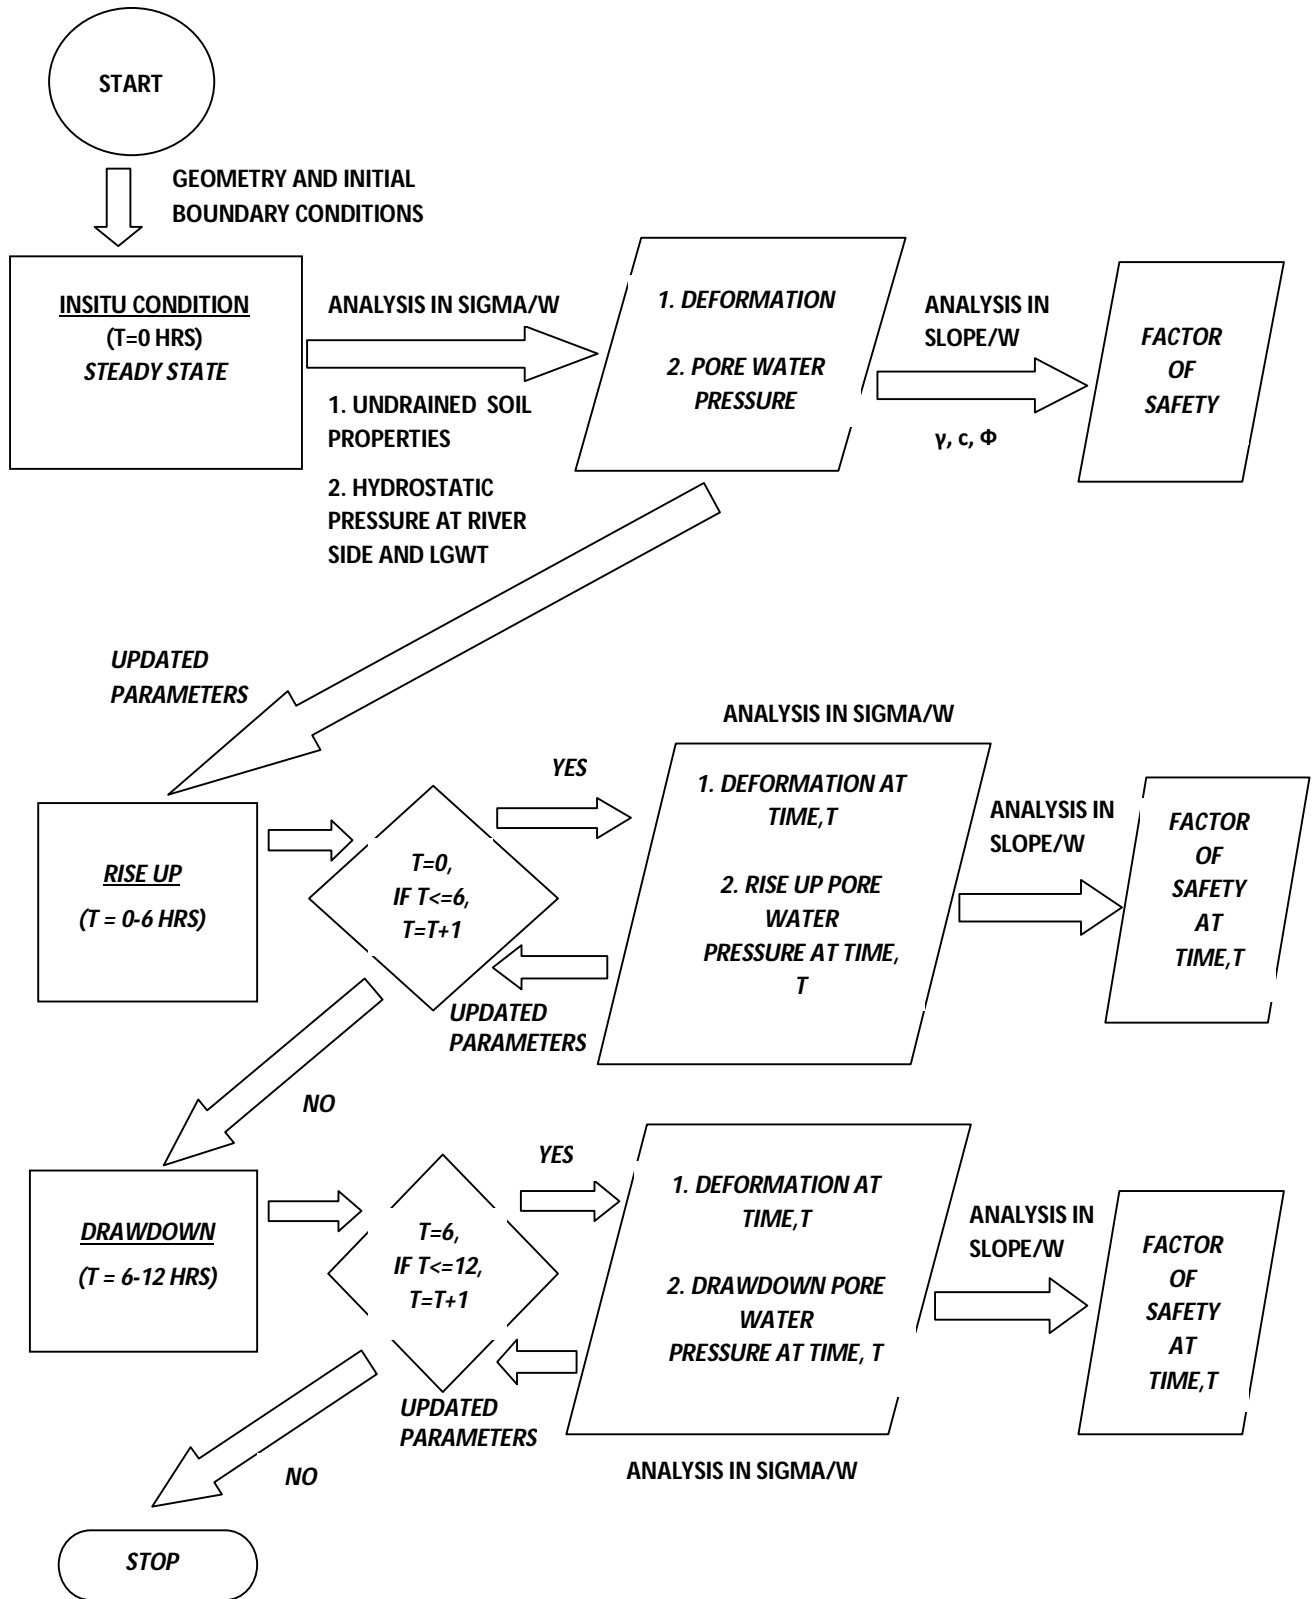 START
GEOMETRY AND INITIAL
BOUNDARY CONDITIONS
INSITU CONDITION
(T=0 HRS)
STEADY STATE
ANALYSIS IN SIGMA/W
1. UNDRAINED SOIL
PROPERTIES
2. HYDROSTATIC
PRESSURE AT RIVER
SIDE AND LGWT
1. DEFORMATION
2. PORE WATER
PRESSURE
ANALYSIS IN
SLOPE/W
γ, c, Φ
FACTOR
OF
SAFETY
UPDATED
PARAMETERS
RISE UP
(T = 0-6 HRS)
T=0,
IF T<=6,
T=T+1
YES
UPDATED
PARAMETERS
NO
ANALYSIS IN SIGMA/W
1. DEFORMATION AT
TIME,T
2. RISE UP PORE
WATER
PRESSURE AT TIME,
T
ANALYSIS IN
SLOPE/W
FACTOR
OF
SAFETY
AT
TIME,T
DRAWDOWN
(T = 6-12 HRS)
T=6,
IF T<=12,
T=T+1
YES
UPDATED
PARAMETERS
NO
1. DEFORMATION AT
TIME,T
2. DRAWDOWN PORE
WATER
PRESSURE AT TIME, T
ANALYSIS IN SIGMA/W
ANALYSIS IN
SLOPE/W
FACTOR
OF
SAFETY
AT
TIME,T
STOP